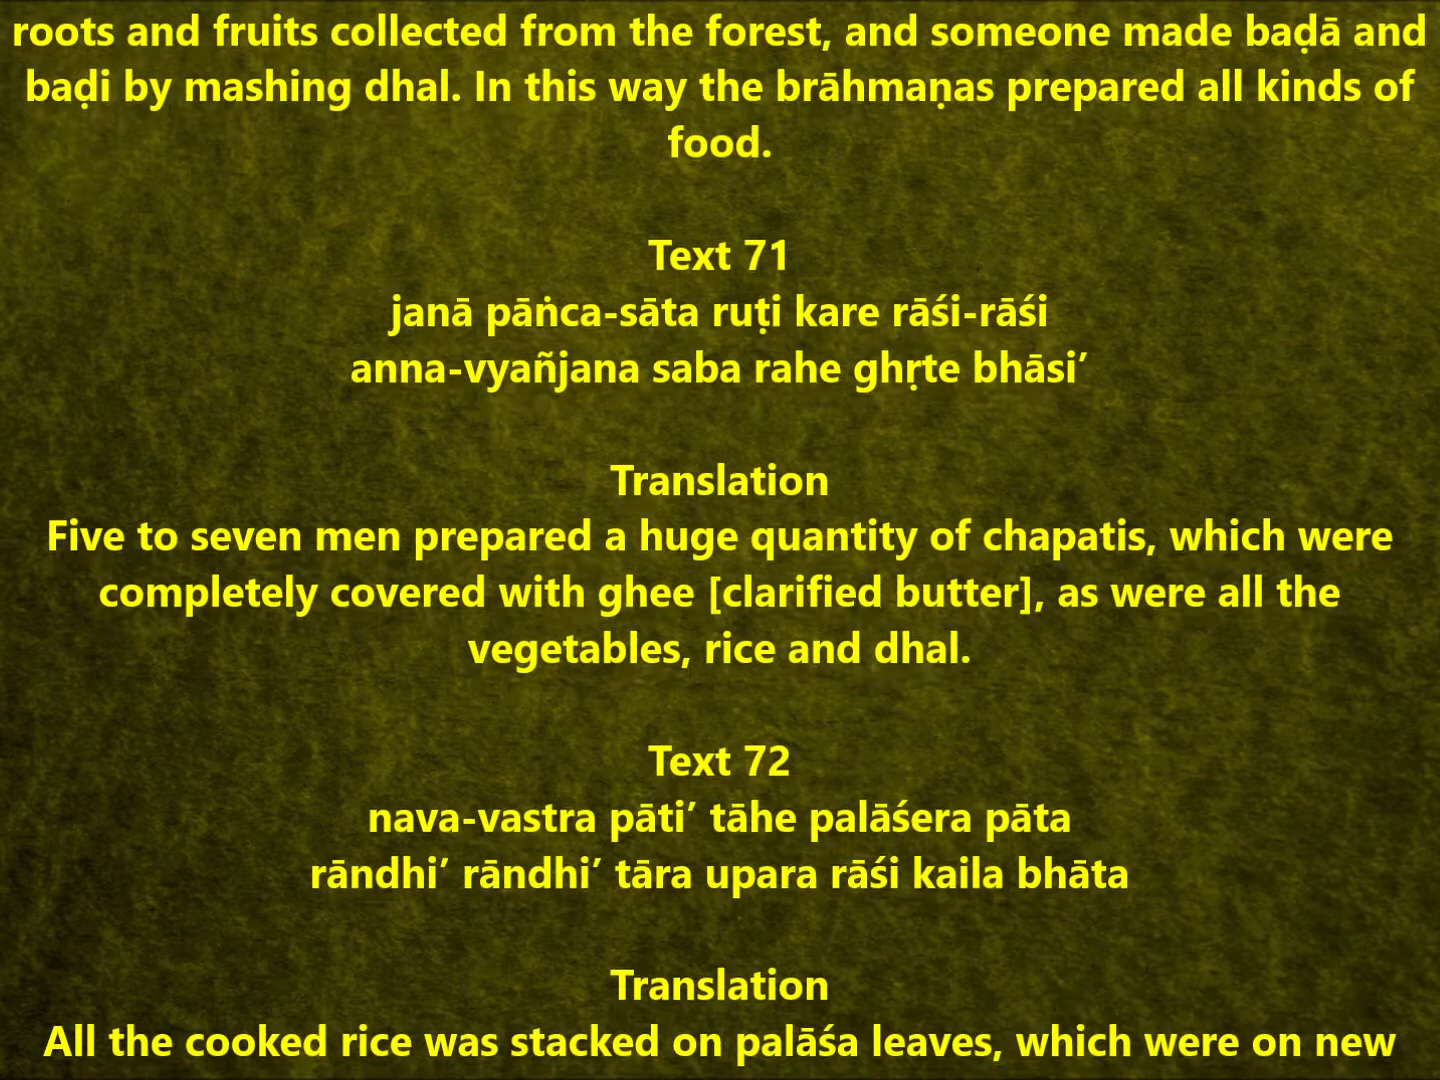 roots and fruits collected from the forest, and someone made baḍā and
baḍi by mashing dhal. In this way the brāhmaṇas prepared all kinds of
food.
Text 71
janā pāṅca-sāta ruṭi kare rāśi-rāśi
anna-vyañjana saba rahe ghṛte bhāsi’
Translation
Five to seven men prepared a huge quantity of chapatis, which were
completely covered with ghee [clarified butter], as were all the
vegetables, rice and dhal.
Text 72
nava-vastra pāti’ tāhe palāśera pāta
rāndhi’ rāndhi’ tāra upara rāśi kaila bhāta
Translation
All the cooked rice was stacked on palāśa leaves, which were on new